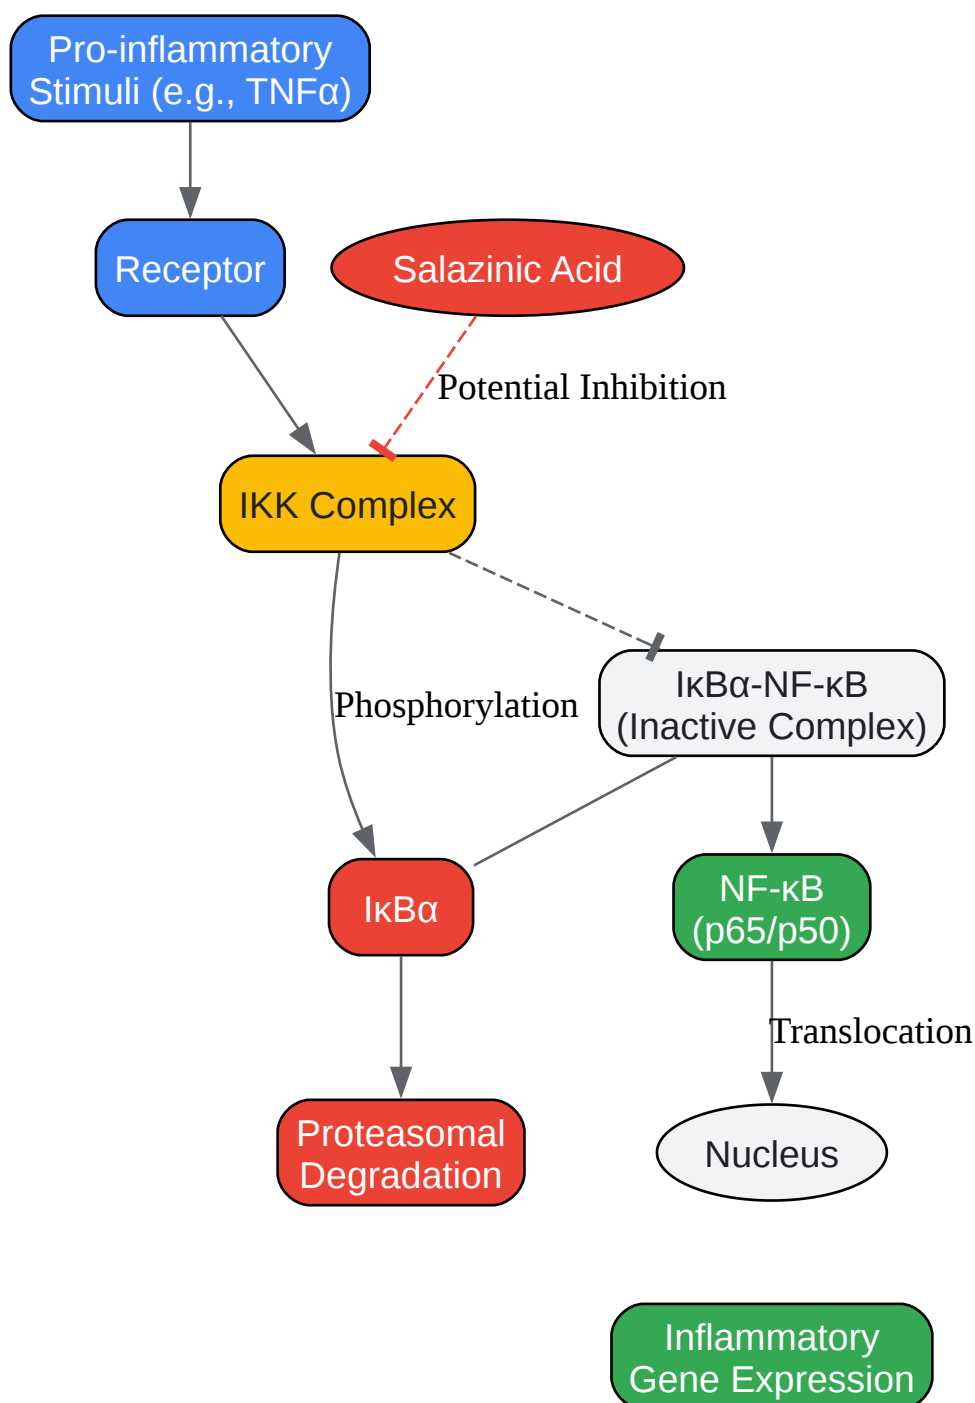 Pro-inflammatory
Stimuli (e.g., TNFα)
Receptor
Salazinic Acid
Potential Inhibition
IKK Complex
IκBα-NF-κB
(Inactive Complex)
Phosphorylation
IκBα
NF-κB
(p65/p50)
Translocation
Proteasomal
Degradation
Nucleus
Inflammatory
Gene Expression